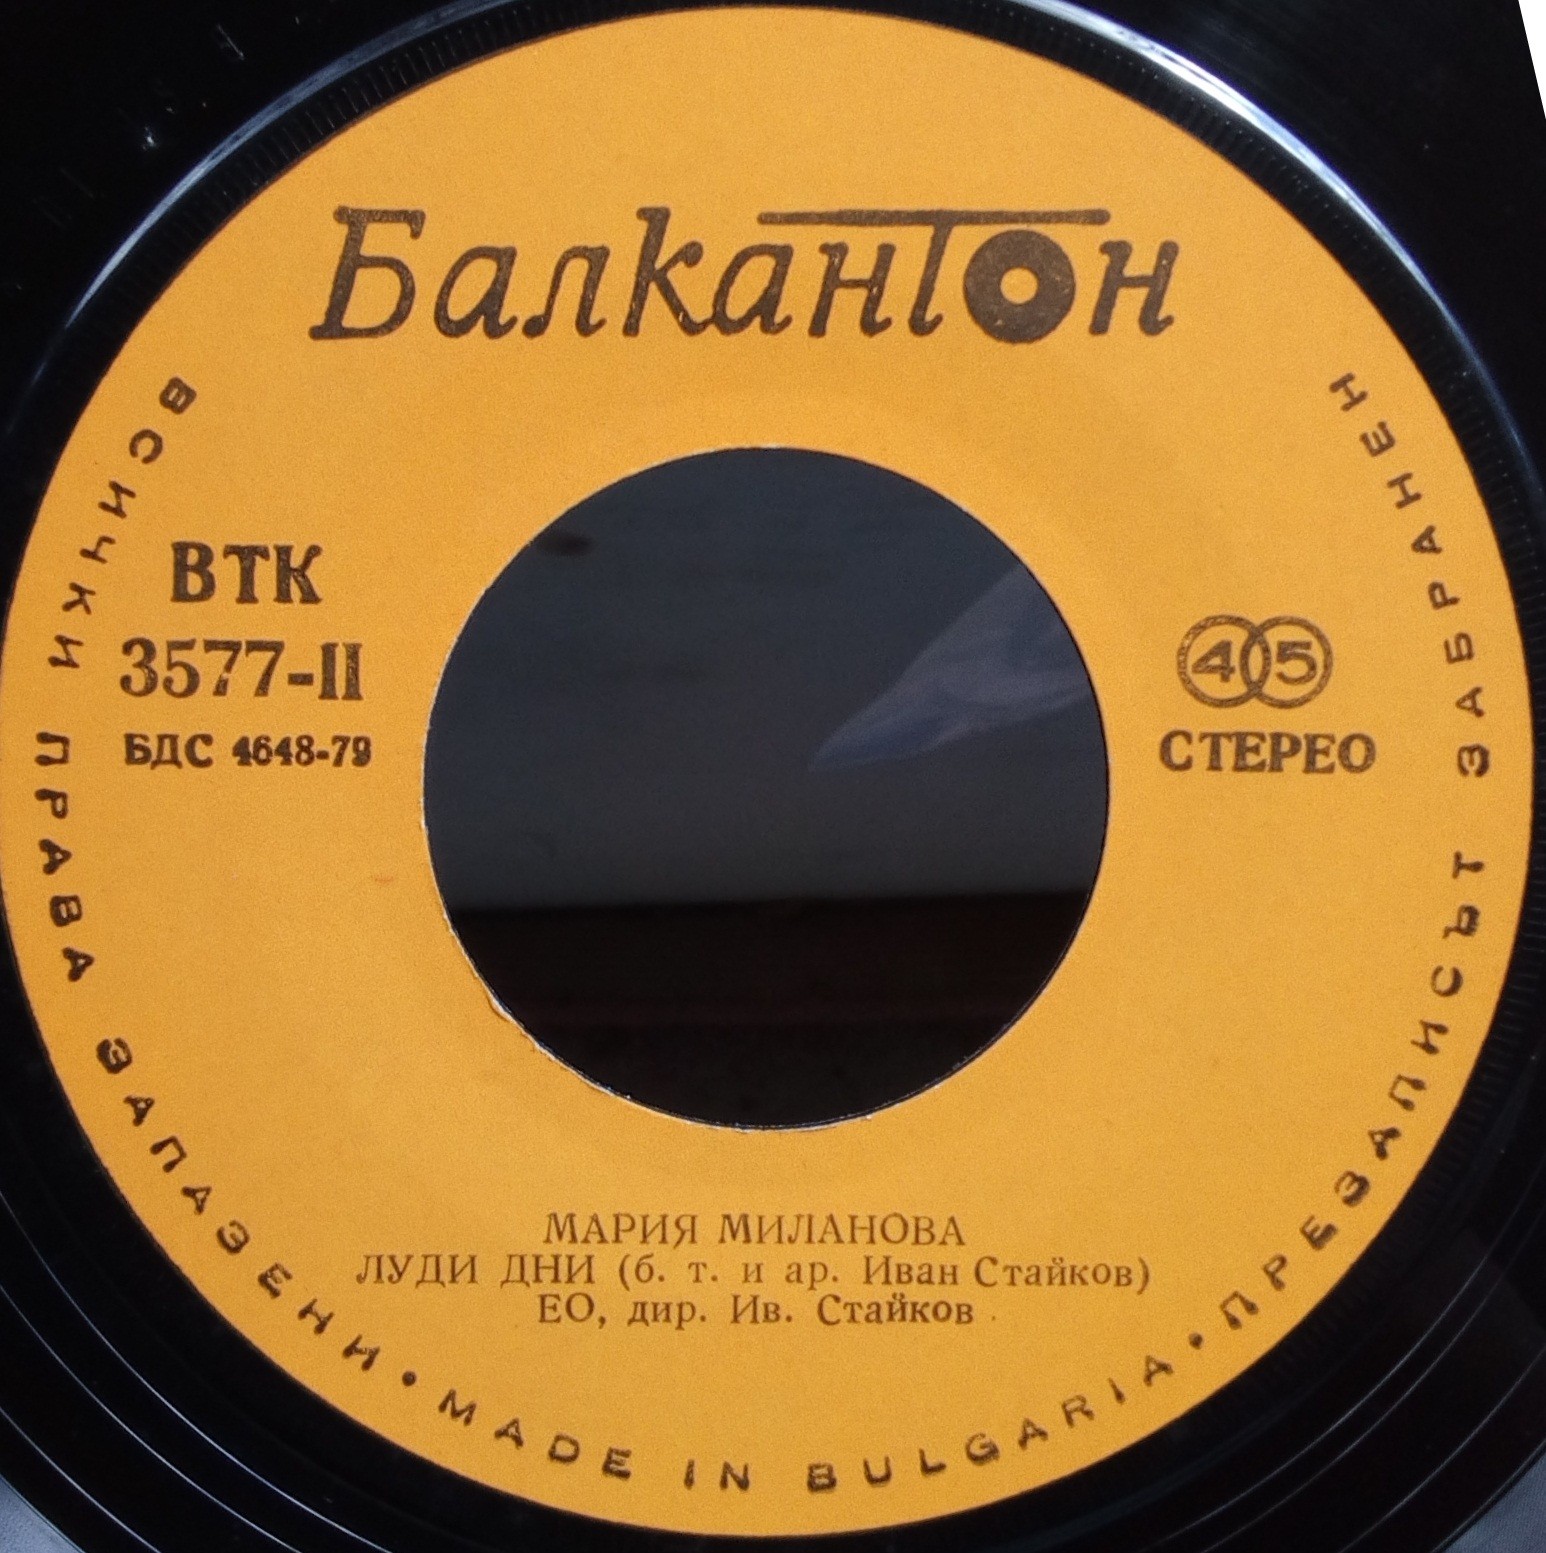 Балкантон
ВТК
3577-II
БДС 4648-79
45
СТЕРЕО
МАРИЯ МИЛАНОВА
ЛУДИ ДНИ (б. т. и ар. Иван Стайков)
ЕО, дир. Ив. Стайков
ВСИЧКИ ПРАВА ЗАПАЗЕНИ • MADE IN BULGARIA • ПРЕЗАПИСЪТ ЗАБРАНЕН